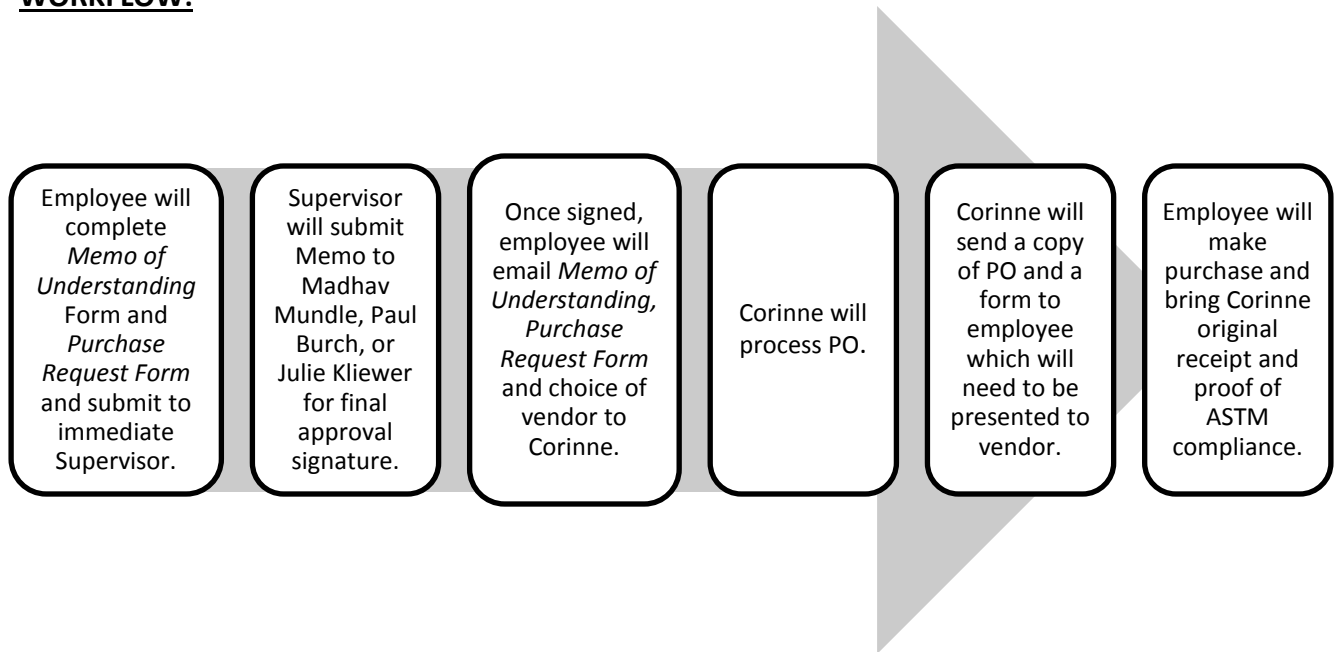 WORKFLOW:
Employee will
complete
Memo of
Understanding
Form and
Purchase
Request Form
and submit to
immediate
Supervisor.
Supervisor
will submit
Memo to
Madhav
Mundle, Paul
Burch, or
Julie Kliewer
for final
approval
signature.
Once signed,
employee will
email Memo of
Understanding,
Purchase
Request Form
and choice of
vendor to
Corinne.
Corinne will
process PO.
Corinne will
send a copy
of PO and a
form to
employee
which will
need to be
presented to
vendor.
Employee will
make
purchase and
bring Corinne
original
receipt and
proof of
ASTM
compliance.